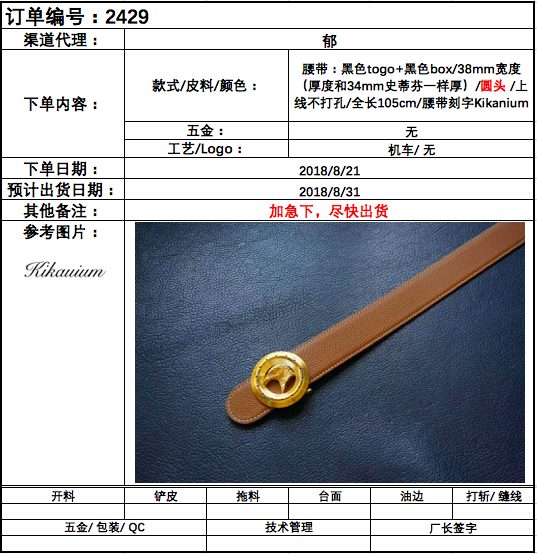 订单编号：2429
渠道代理： 郁
下单内容： 款式/皮料/颜色： 腰带：黑色togo+黑色box/38mm宽度
（厚度和34mm史蒂芬一样厚）/圆头 /上
线不打孔/全长105cm/腰带刻字Kikanium
五金： 无
工艺/Logo： 机车/ 无
下单日期： 2018/8/21
预计出货日期： 2018/8/31
其他备注： 加急下，尽快出货
参考图片：
Kikauium
开料 铲皮 拖料 台面 油边 打斩/ 缝线
五金/ 包装/ QC 技术管理 厂长签字